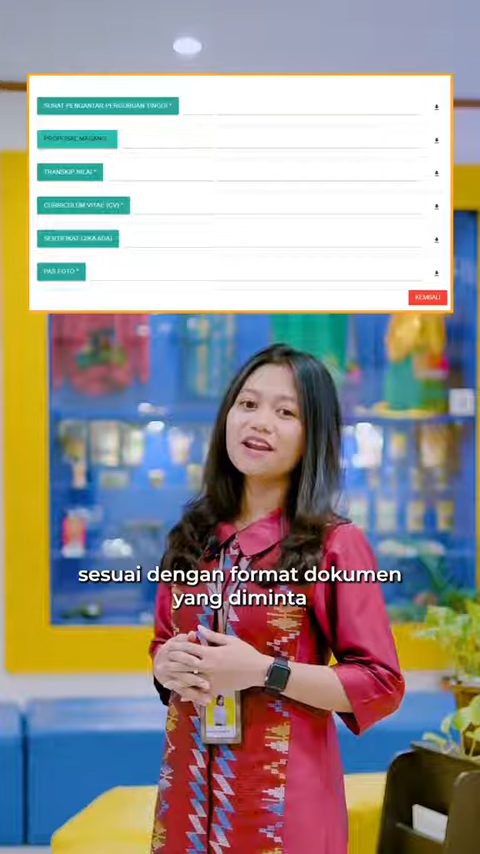 SURAT PENGANTAR PERGURUAN TINGGI *
PROPOSAL MAGANG
TRANSKIP NILAI *
CURRICULUM VITAE (CV) *
SERTIFIKAT (JIKA ADA)
PAS FOTO *
KEMBALI
sesuai dengan format dokumen
yang diminta